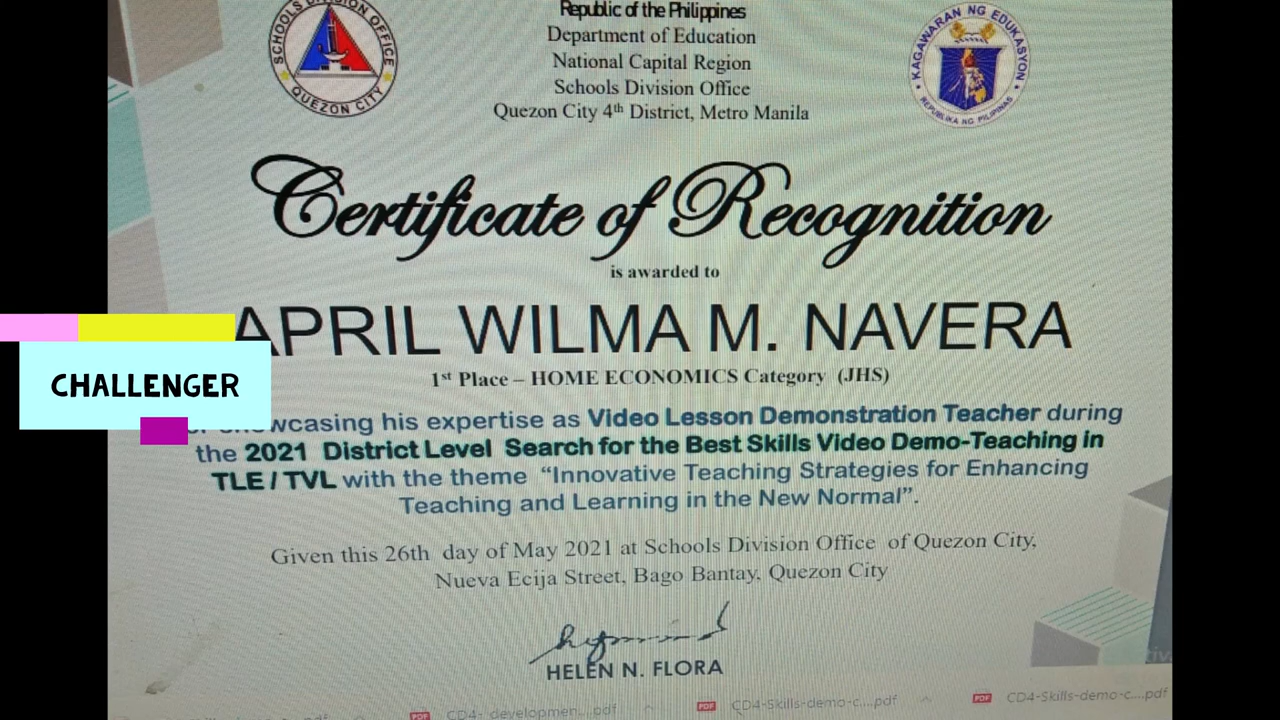 SCHOOLS DIVISION OFFICE
QUEZON CITY
Republic of the Philippines
Department of Education
National Capital Region
Schools Division Office
Quezon City 4th District, Metro Manila
KAGAWARAN NG EDUKASYON
REPUBLIKA NG PILIPINAS
Certificate of Recognition
is awarded to
APRIL WILMA M. NAVERA
1st Place – HOME ECONOMICS Category (JHS)
CHALLENGER
his expertise as Video Lesson Demonstration Teacher during
the 2021 District Level Search for the Best Skills Video Demo-Teaching in
TLE / TVL with the theme “Innovative Teaching Strategies for Enhancing
Teaching and Learning in the New Normal”.
Given this 26th day of May 2021 at Schools Division Office of Quezon City,
Nueva Ecija Street, Bago Bantay, Quezon City
HELEN N. FLORA
PDF CD4- developmen....pdf PDF CD4-Skills-demo-c....pdf PDF CD4-Skills-demo-c....pdf